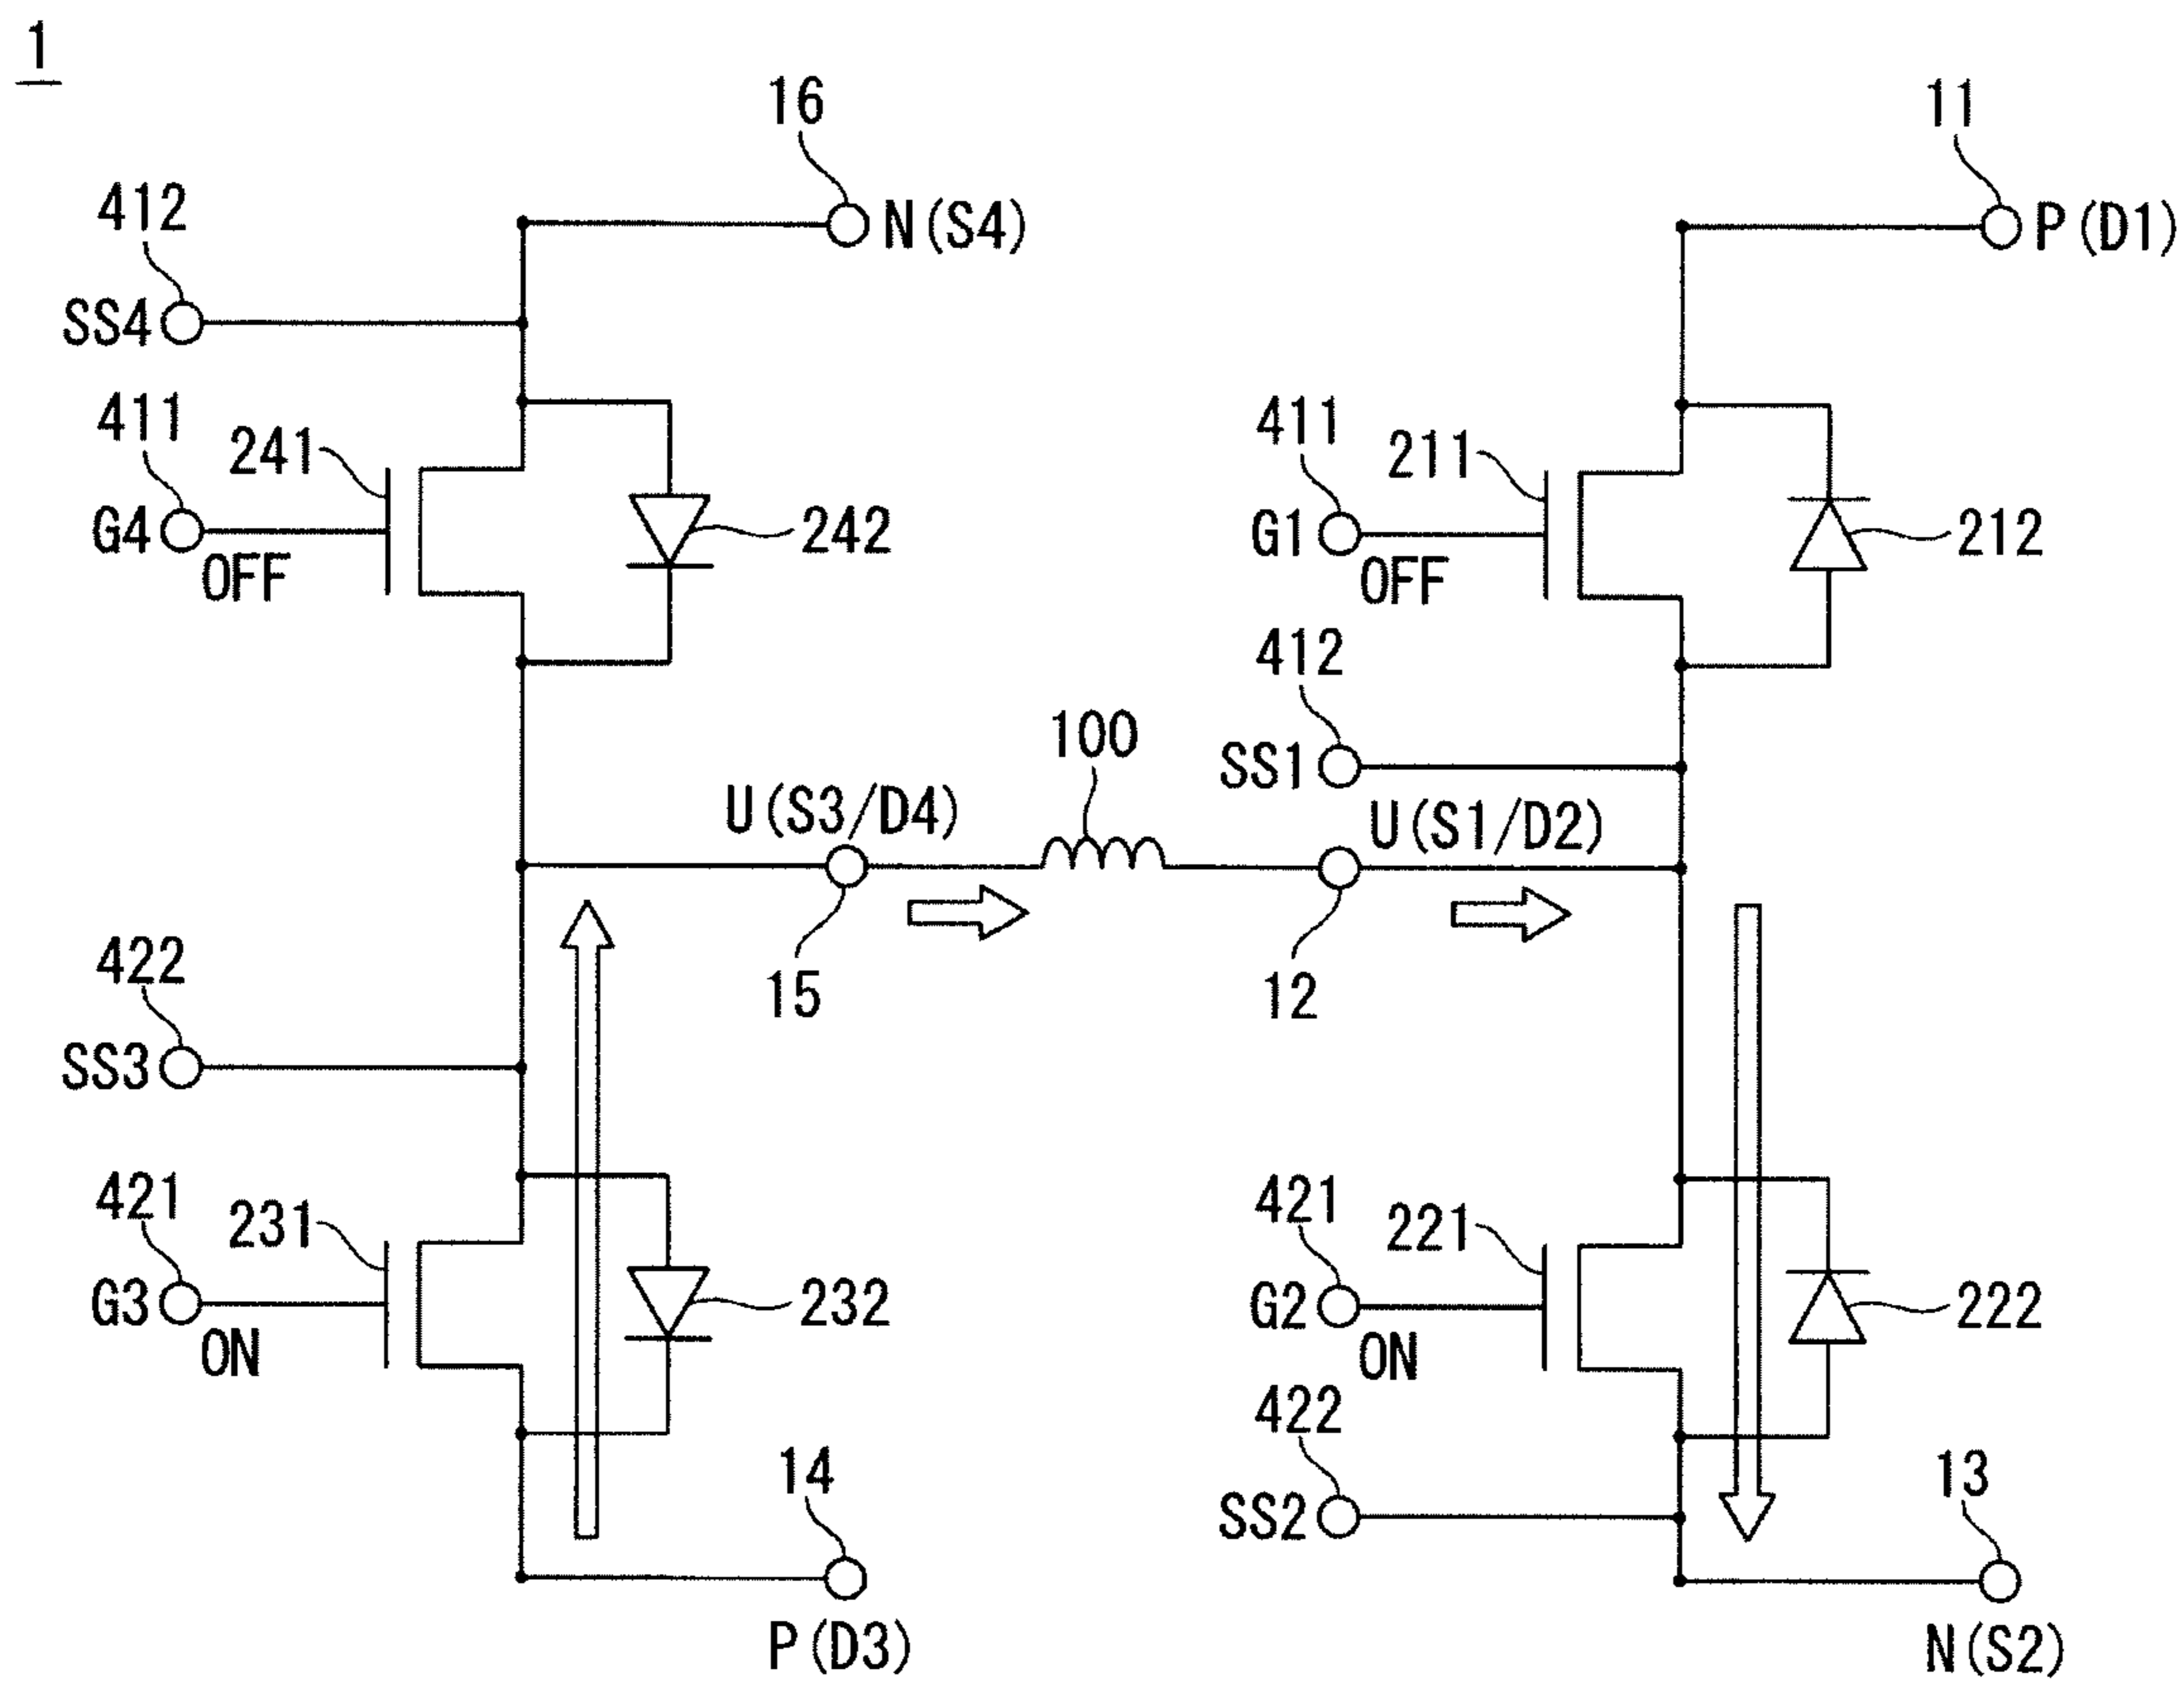 1
16
11
N(S4)
P(D1)
412
SS4
411
241
G4
OFF
242
411
211
G1
OFF
212
412
SS1
100
U(S3/D4)
U(S1/D2)
15
12
422
SS3
421
231
G3
ON
232
421
221
G2
ON
222
422
SS2
14
13
P(D3)
N(S2)